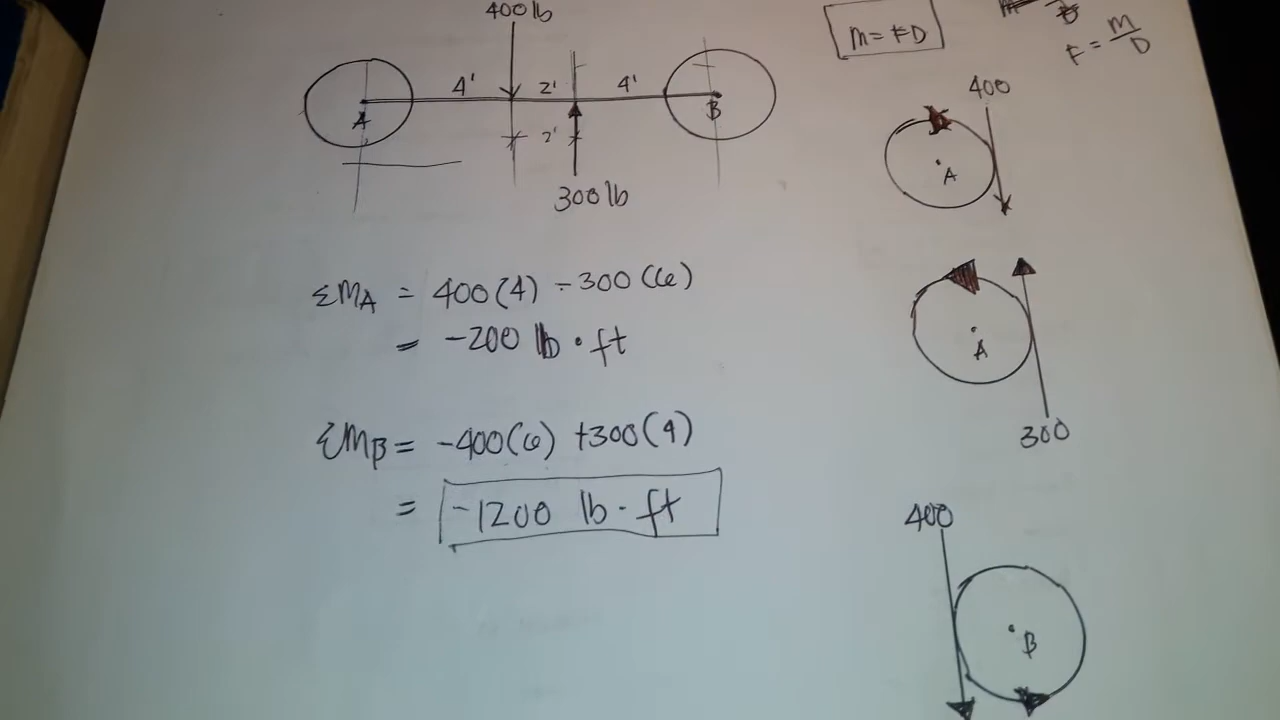 400 lb
4' 2' 4'
A B
2'
300 lb
ΣMA = 400(4) - 300(6)
= -200 lb · ft
ΣMB = -400(6) +300(4)
= -1200 lb · ft
M = FD
F = M/D
400
A
A
300
400
B